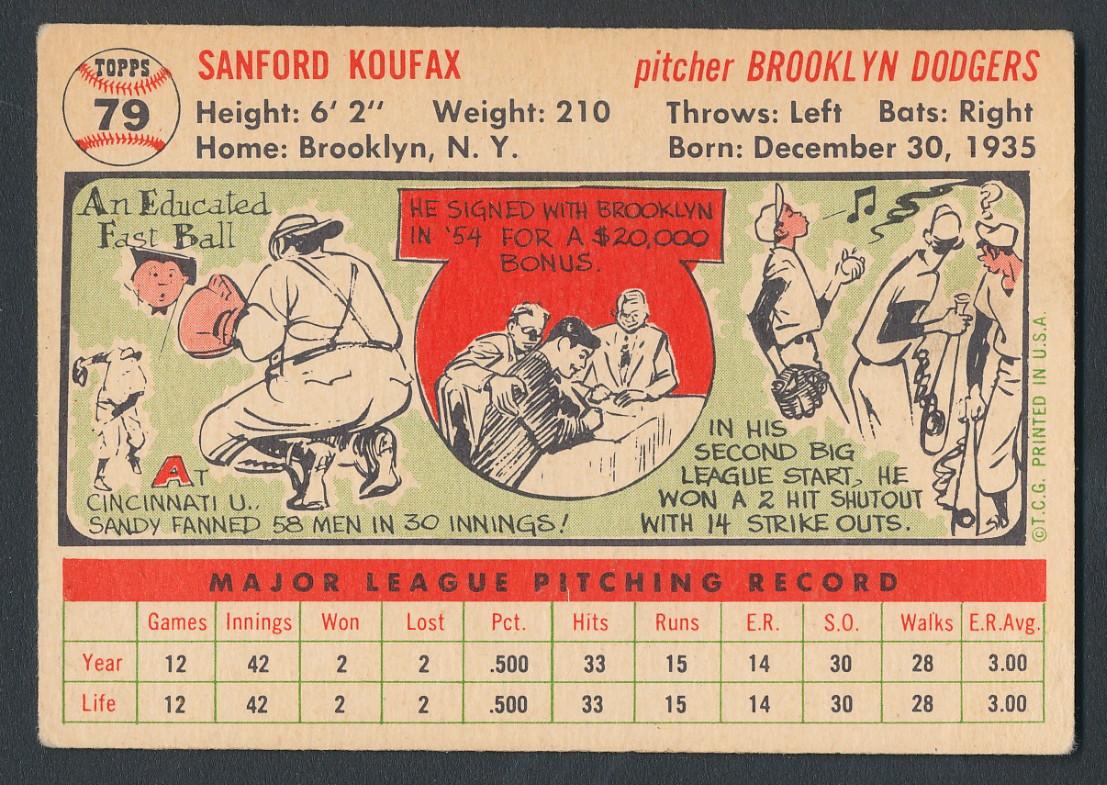 TOPPS
79
SANFORD KOUFAX
pitcher BROOKLYN DODGERS
Height: 6' 2" Weight: 210 Throws: Left Bats: Right
Home: Brooklyn, N. Y. Born: December 30, 1935
An Educated
Fast Ball
HE SIGNED WITH BROOKLYN
IN '54 FOR A $20,000
BONUS.
?
AT
CINCINNATI U..
SANDY FANNED 58 MEN IN 30 INNINGS!
IN HIS
SECOND BIG
LEAGUE START, HE
WON A 2 HIT SHUTOUT
WITH 14 STRIKE OUTS.
©T.C.G. PRINTED IN U.S.A.
MAJOR LEAGUE PITCHING RECORD
Games Innings Won Lost Pct. Hits Runs E.R. S.O. Walks E.R.Avg.
Year 12 42 2 2 .500 33 15 14 30 28 3.00
Life 12 42 2 2 .500 33 15 14 30 28 3.00